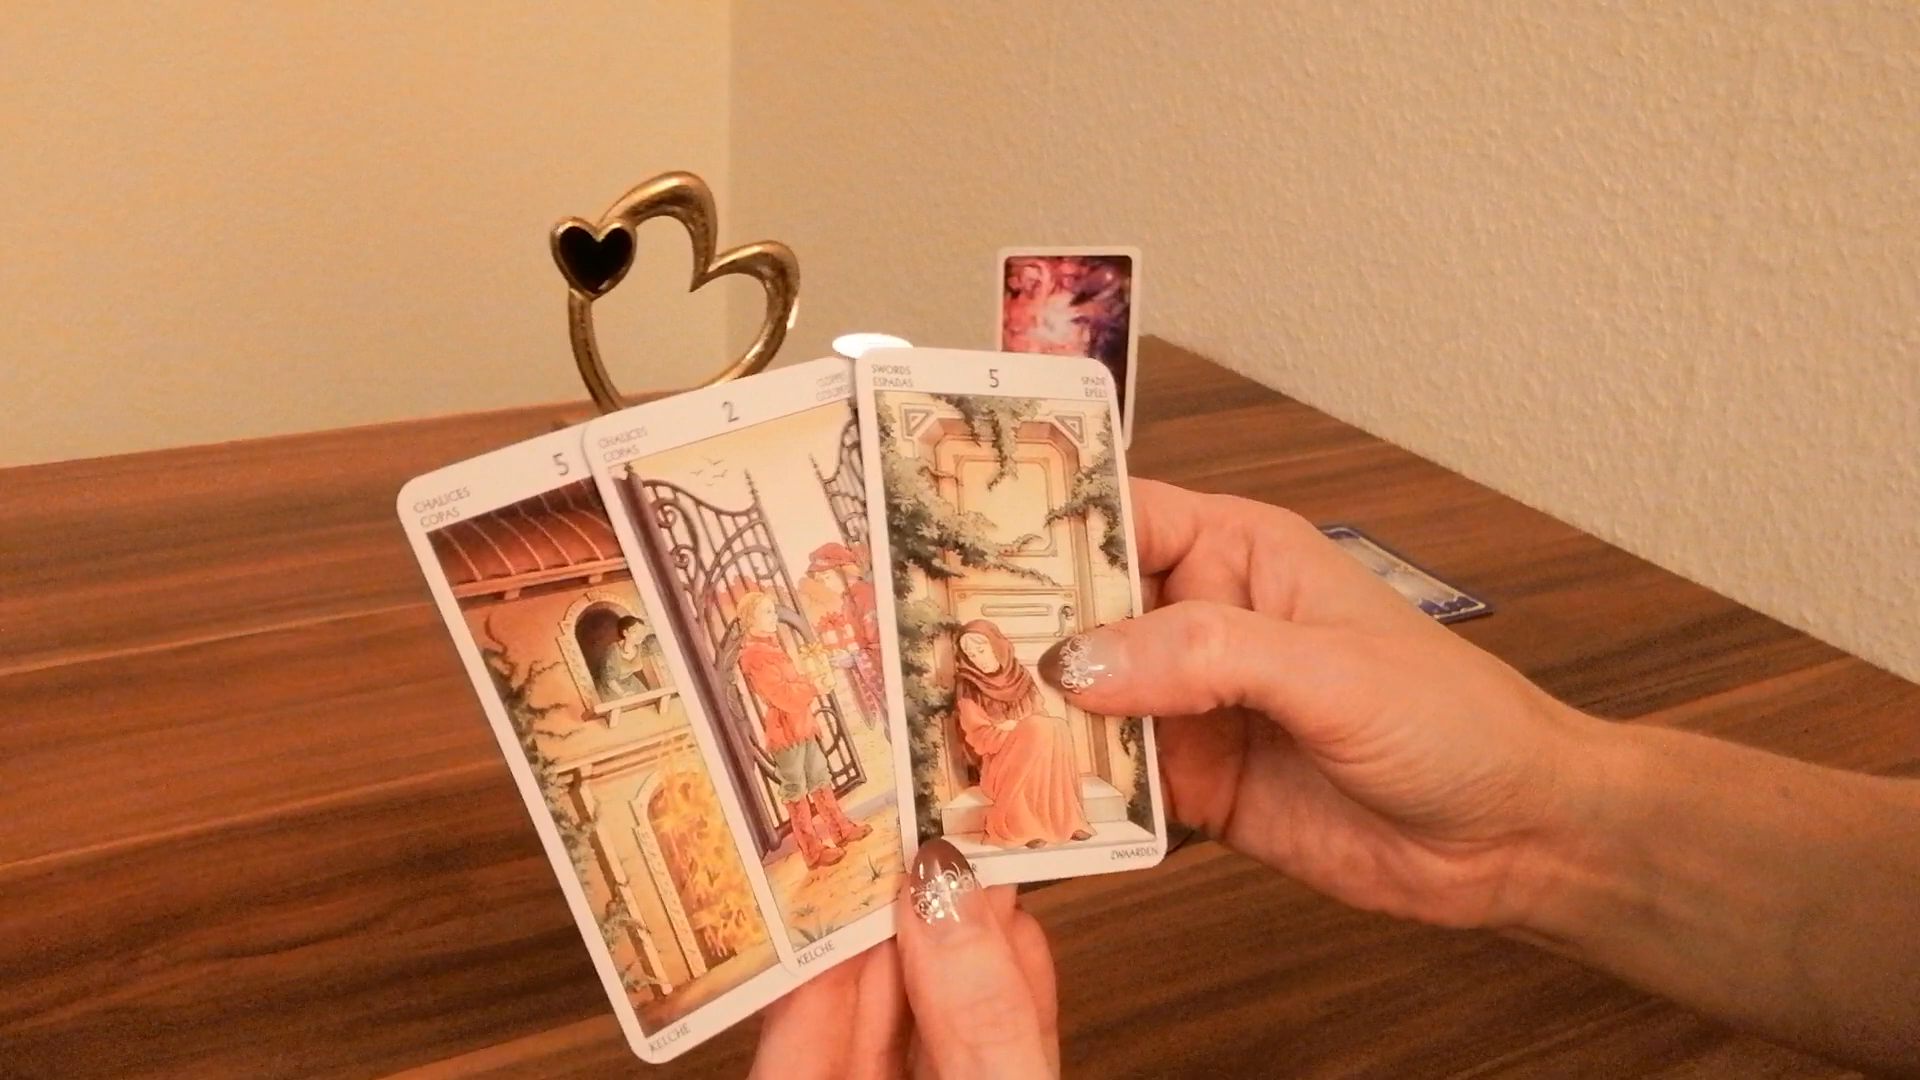 5
CHALICES
COPAS
KELCHE
2
CHALICES
COPAS
KELCHE
SWORDS
ESPADAS
5
SPADE
ÉPÉES
ZWAARDEN